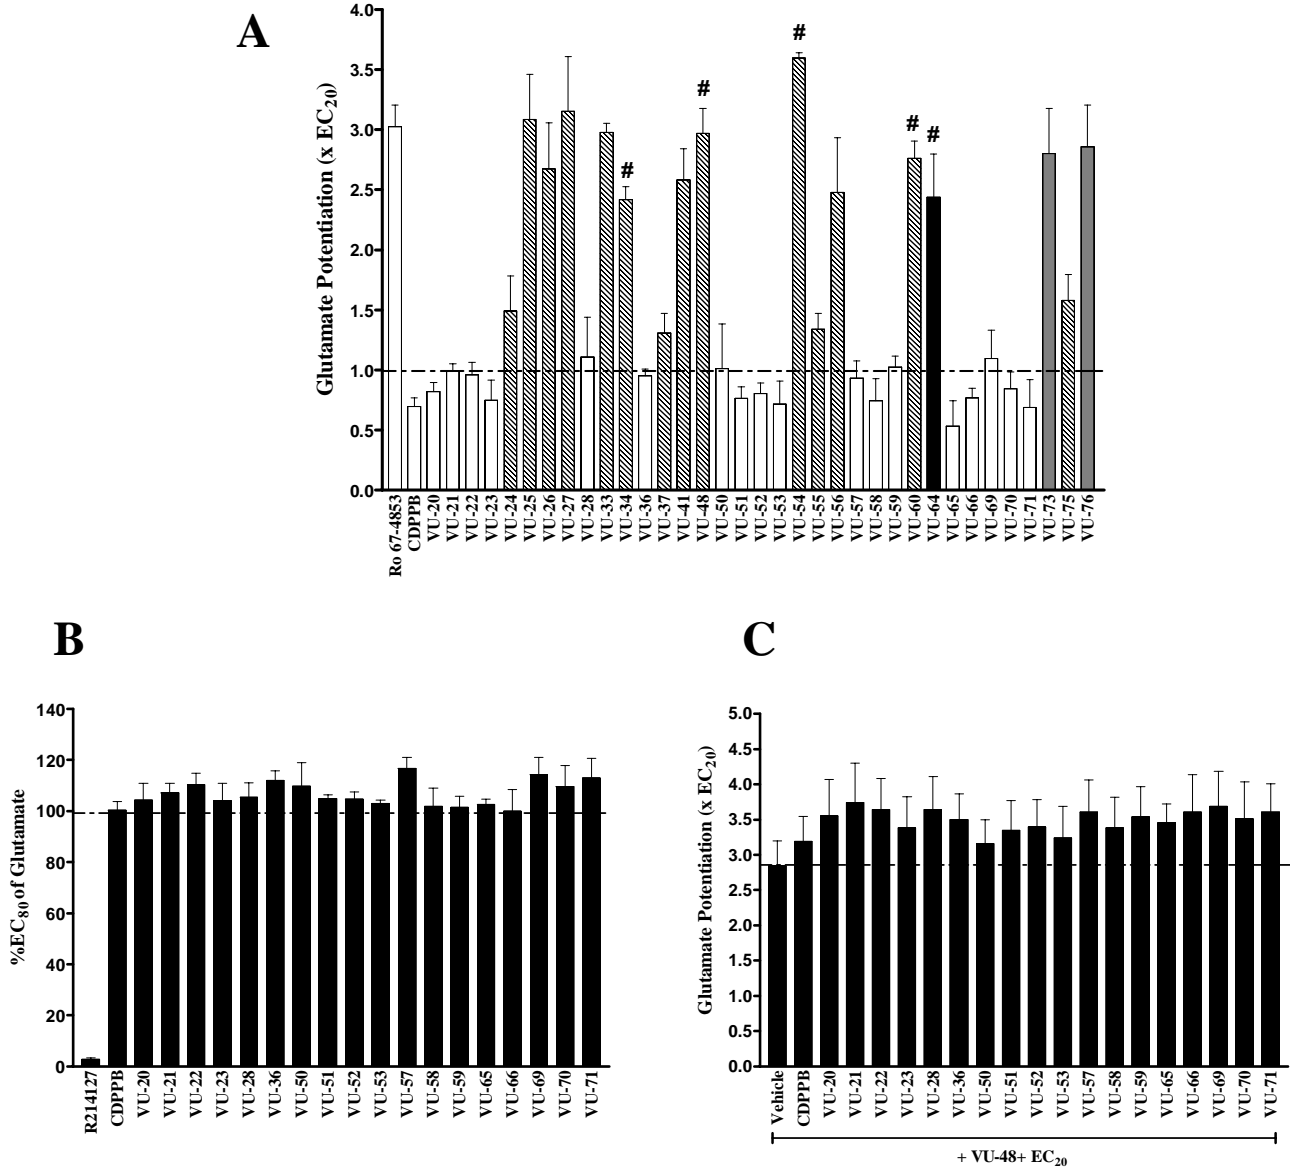 A
Glutamate Potentiation (x EC20)
4.0
3.5
3.0
2.5
2.0
1.5
1.0
0.5
0.0
#
#
#
#
#
Ro 67-4853
CDPPB
VU-20
VU-21
VU-22
VU-23
VU-24
VU-25
VU-26
VU-27
VU-28
VU-33
VU-34
VU-36
VU-37
VU-41
VU-48
VU-50
VU-51
VU-52
VU-53
VU-54
VU-55
VU-56
VU-57
VU-58
VU-59
VU-60
VU-64
VU-65
VU-66
VU-69
VU-70
VU-71
VU-73
VU-75
VU-76
B
%EC80 of Glutamate
140
120
100
80
60
40
20
0
R214127
CDPPB
VU-20
VU-21
VU-22
VU-23
VU-28
VU-36
VU-50
VU-51
VU-52
VU-53
VU-57
VU-58
VU-59
VU-65
VU-66
VU-69
VU-70
VU-71
C
Glutamate Potentiation (x EC20)
5.0
4.5
4.0
3.5
3.0
2.5
2.0
1.5
1.0
0.5
0.0
Vehicle
CDPPB
VU-20
VU-21
VU-22
VU-23
VU-28
VU-36
VU-50
VU-51
VU-52
VU-53
VU-57
VU-58
VU-59
VU-65
VU-66
VU-69
VU-70
VU-71
+ VU-48+ EC20